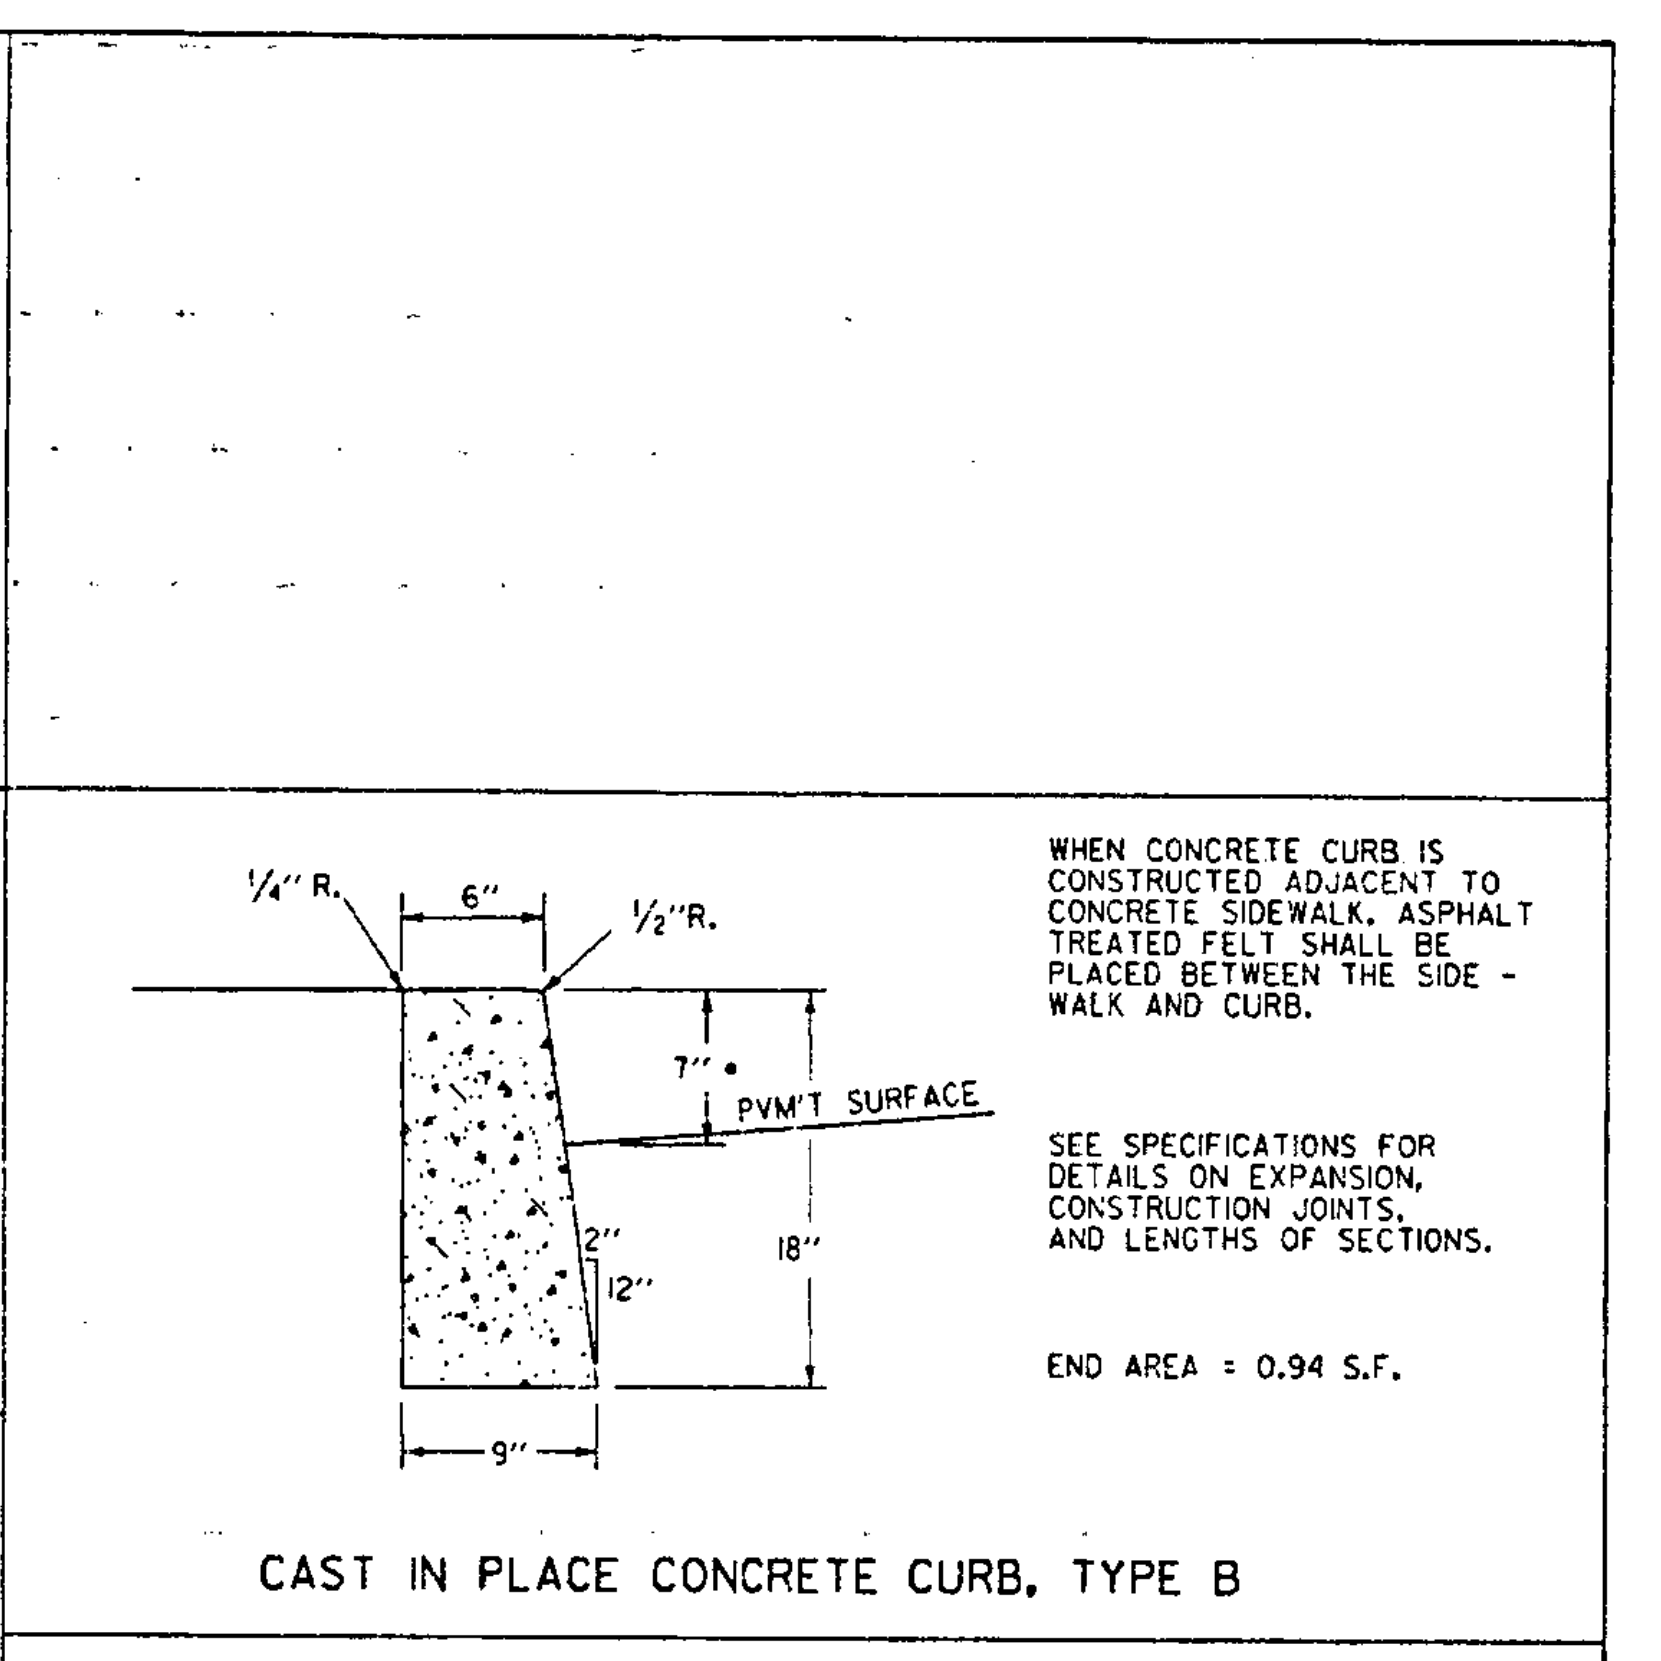 1/4" R.
6"
1/2" R.
7" •
PVM'T SURFACE
2"
12"
18"
9"
WHEN CONCRETE CURB IS
CONSTRUCTED ADJACENT TO
CONCRETE SIDEWALK, ASPHALT
TREATED FELT SHALL BE
PLACED BETWEEN THE SIDE -
WALK AND CURB.
SEE SPECIFICATIONS FOR
DETAILS ON EXPANSION,
CONSTRUCTION JOINTS,
AND LENGTHS OF SECTIONS.
END AREA = 0.94 S.F.
CAST IN PLACE CONCRETE CURB, TYPE B